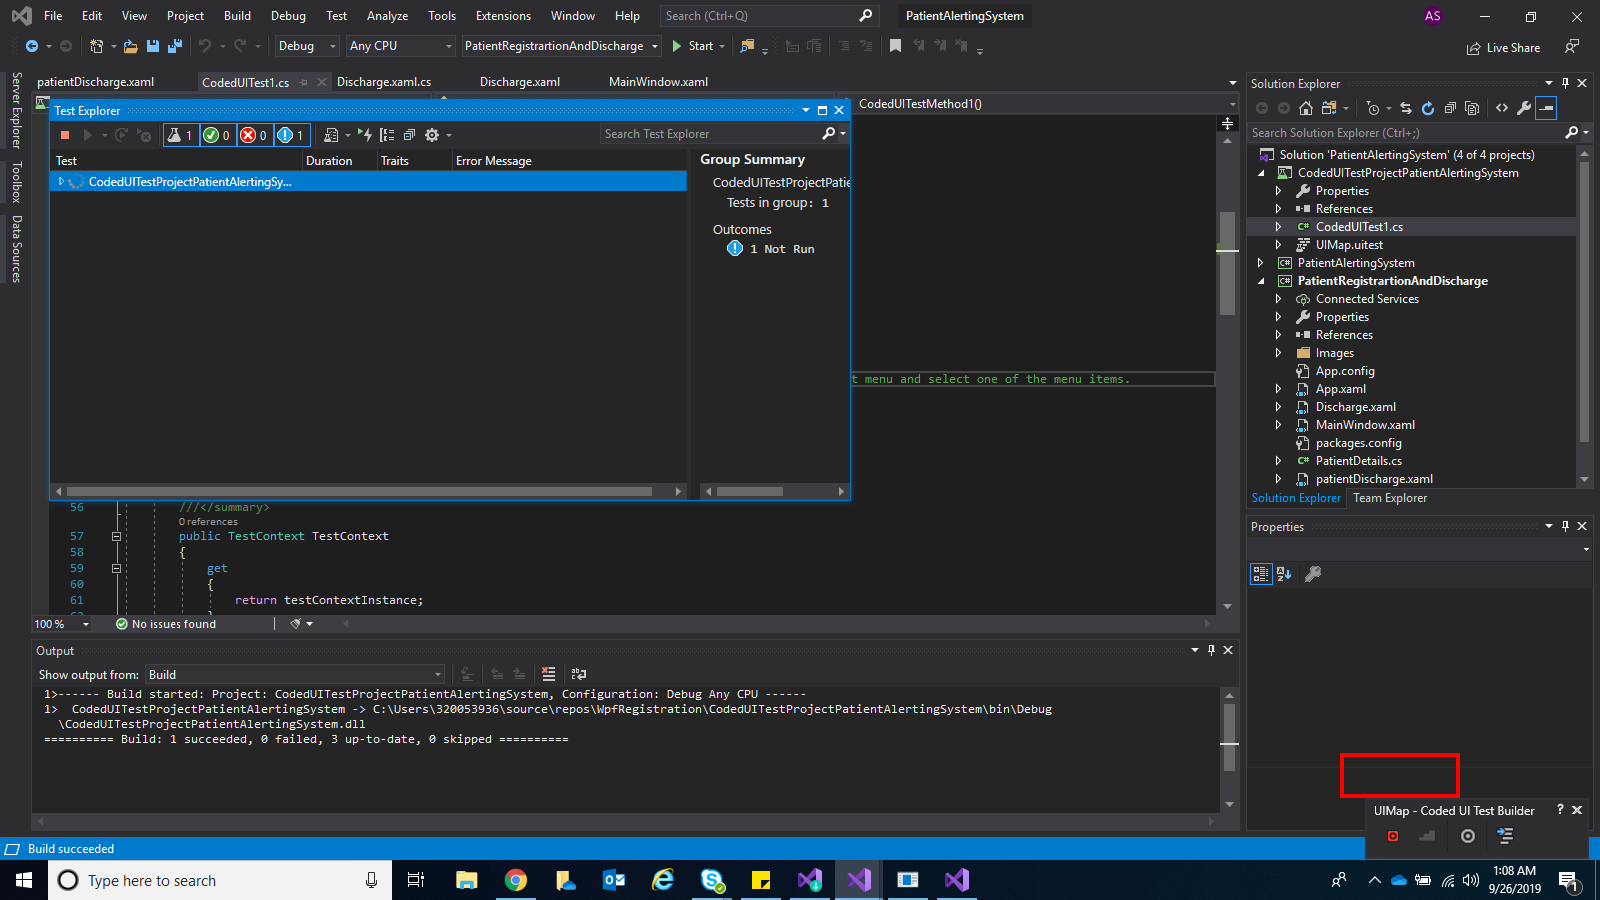 File Edit View Project Build Debug Test Analyze Tools Extensions Window Help Search (Ctrl+Q) PatientAlertingSystem AS
Debug Any CPU PatientRegistrartionAndDischarge Start Live Share
patientDischarge.xaml CodedUITest1.cs Discharge.xaml.cs Discharge.xaml MainWindow.xaml
CodedUITestMethod1()
Server Explorer
Toolbox
Data Sources
Test Explorer
1 0 0 1 Search Test Explorer
Test Duration Traits Error Message
CodedUITestProjectPatientAlertingSy...
Group Summary
CodedUITestProjectPatie
Tests in group: 1
Outcomes
1 Not Run
t menu and select one of the menu items.
56 ///</summary>
0 references
57 public TestContext TestContext
58 {
59 get
60 {
61 return testContextInstance;
62 }
100 % No issues found
Output
Show output from: Build
1>------ Build started: Project: CodedUITestProjectPatientAlertingSystem, Configuration: Debug Any CPU ------
1> CodedUITestProjectPatientAlertingSystem -> C:\Users\320053936\source\repos\WpfRegistration\CodedUITestProjectPatientAlertingSystem\bin\Debug
\CodedUITestProjectPatientAlertingSystem.dll
========== Build: 1 succeeded, 0 failed, 3 up-to-date, 0 skipped ==========
Solution Explorer
Search Solution Explorer (Ctrl+;)
Solution 'PatientAlertingSystem' (4 of 4 projects)
CodedUITestProjectPatientAlertingSystem
Properties
References
CodedUITest1.cs
UIMap.uitest
PatientAlertingSystem
PatientRegistrartionAndDischarge
Connected Services
Properties
References
Images
App.config
App.xaml
Discharge.xaml
MainWindow.xaml
packages.config
PatientDetails.cs
patientDischarge.xaml
Solution Explorer Team Explorer
Properties
UIMap - Coded UI Test Builder
Build succeeded
Type here to search
1:08 AM
9/26/2019
1